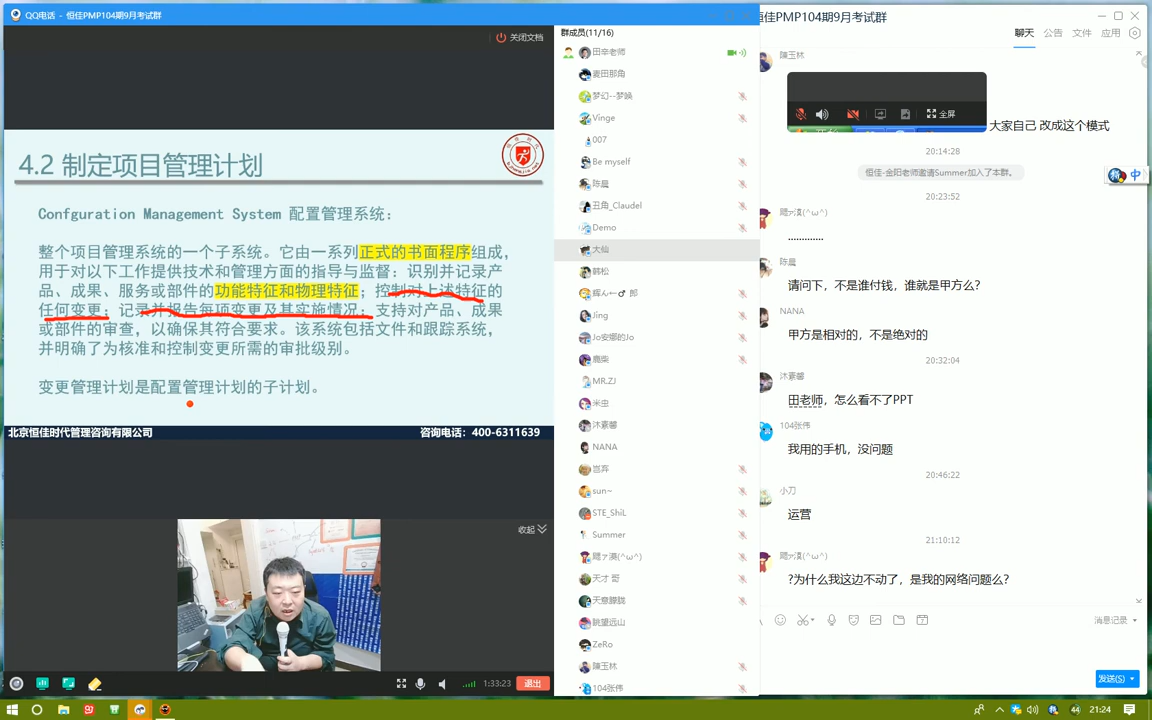 QQ电话 - 恒佳PMP104期9月考试群
关闭文档
4.2 制定项目管理计划
Confguration Management System 配置管理系统：
整个项目管理系统的一个子系统。它由一系列正式的书面程序组成，
用于对以下工作提供技术和管理方面的指导与监督：识别并记录产
品、成果、服务或部件的功能特征和物理特征；控制对上述特征的
任何变更；记录并报告每项变更及其实施情况；支持对产品、成果
或部件的审查，以确保其符合要求。该系统包括文件和跟踪系统，
并明确了为核准和控制变更所需的审批级别。
变更管理计划是配置管理计划的子计划。
北京恒佳时代管理咨询有限公司
咨询电话：400-6311639
收起
1:33:23
退出
群成员(11/16)
田辛老师
麦田那角
梦幻--梦唤
Vinge
007
Be myself
陈晨
丑角_Claudel
Demo
大仙
韩松
辉ん←♂ 郎
Jing
Jo安娜的Jo
鹿柴
MR.ZJ
米虫
沐素馨
NANA
岂弃
sun~
STE_ShiL
Summer
天才 哥
天意朦胧
眺望远山
ZeRo
陳玉林
104张伟
恒佳PMP104期9月考试群
聊天
公告
文件
应用
陳玉林
全屏
大家自己 改成这个模式
20:14:28
恒佳-金阳老师邀请Summer加入了本群。
中
20:23:52
.............
陈晨
请问下，不是谁付钱，谁就是甲方么？
NANA
甲方是相对的，不是绝对的
20:32:04
沐素馨
田老师，怎么看不了PPT
104张伟
我用的手机，没问题
20:46:22
小刀
运营
21:10:12
?为什么我这边不动了，是我的网络问题么？
消息记录
发送(S)
44
21:24